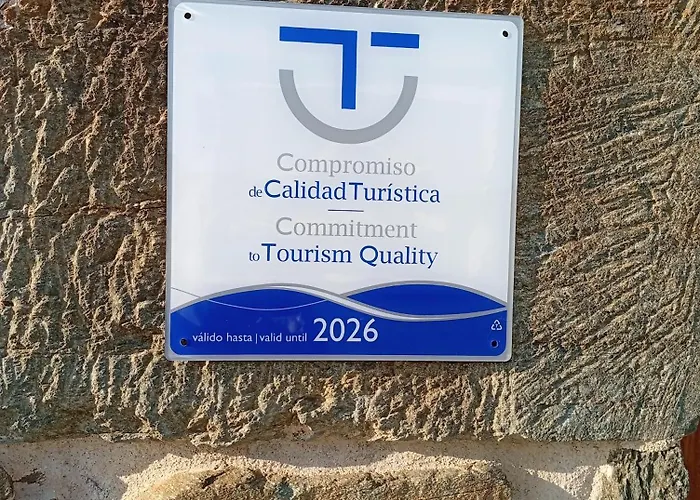 Compromiso
de Calidad Turística
Commitment
to Tourism Quality
válido hasta | valid until 2026